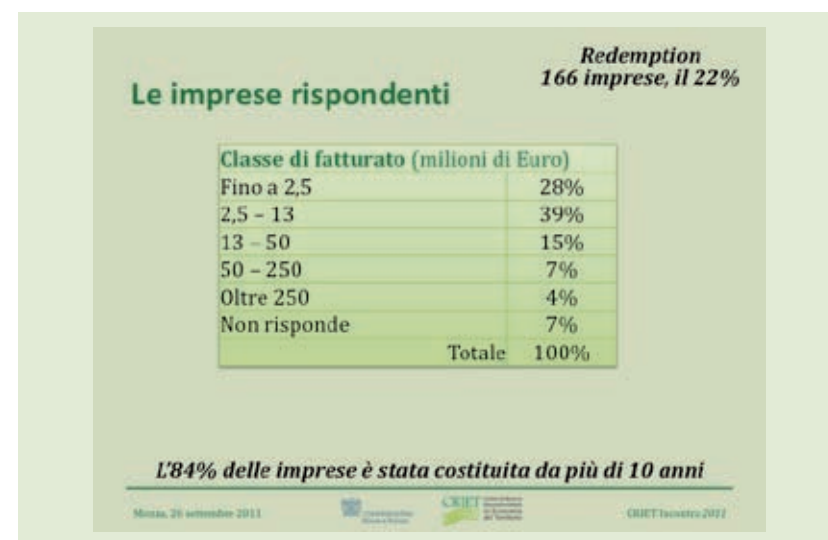 Redemption
166 imprese, il 22%
Le imprese rispondenti
Classe di fatturato (milioni di Euro)
Fino a 2,5 28%
2,5 – 13 39%
13 – 50 15%
50 – 250 7%
Oltre 250 4%
Non risponde 7%
Totale 100%
L'84% delle imprese è stata costituita da più di 10 anni
Monza, 26 settembre 2011
CRIET
CRIET Incontra 2011